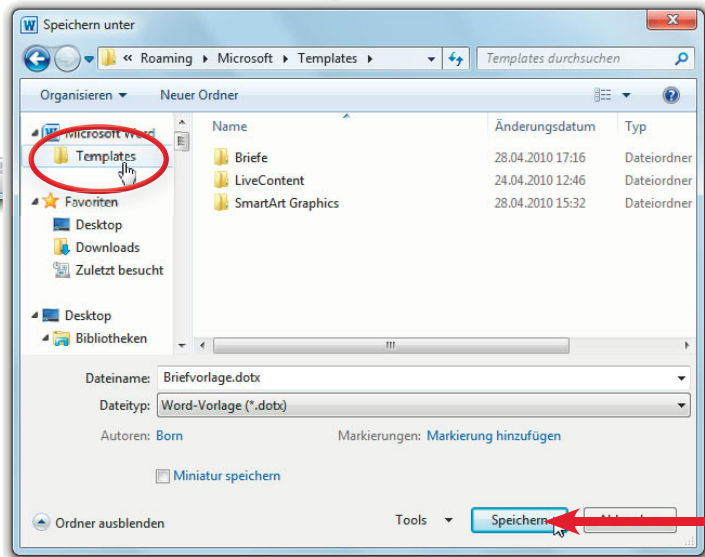 Speichern unter
« Roaming Microsoft Templates
Templates durchsuchen
Organisieren Neuer Ordner
Microsoft Word
Templates
Favoriten
Desktop
Downloads
Zuletzt besucht
Desktop
Bibliotheken
Name Änderungsdatum Typ
Briefe 28.04.2010 17:16 Dateiordner
LiveContent 24.04.2010 12:46 Dateiordner
SmartArt Graphics 28.04.2010 15:32 Dateiordner
Dateiname: Briefvorlage.dotx
Dateityp: Word-Vorlage (*.dotx)
Autoren: Born Markierungen: Markierung hinzufügen
Miniatur speichern
Ordner ausblenden Tools Speichern